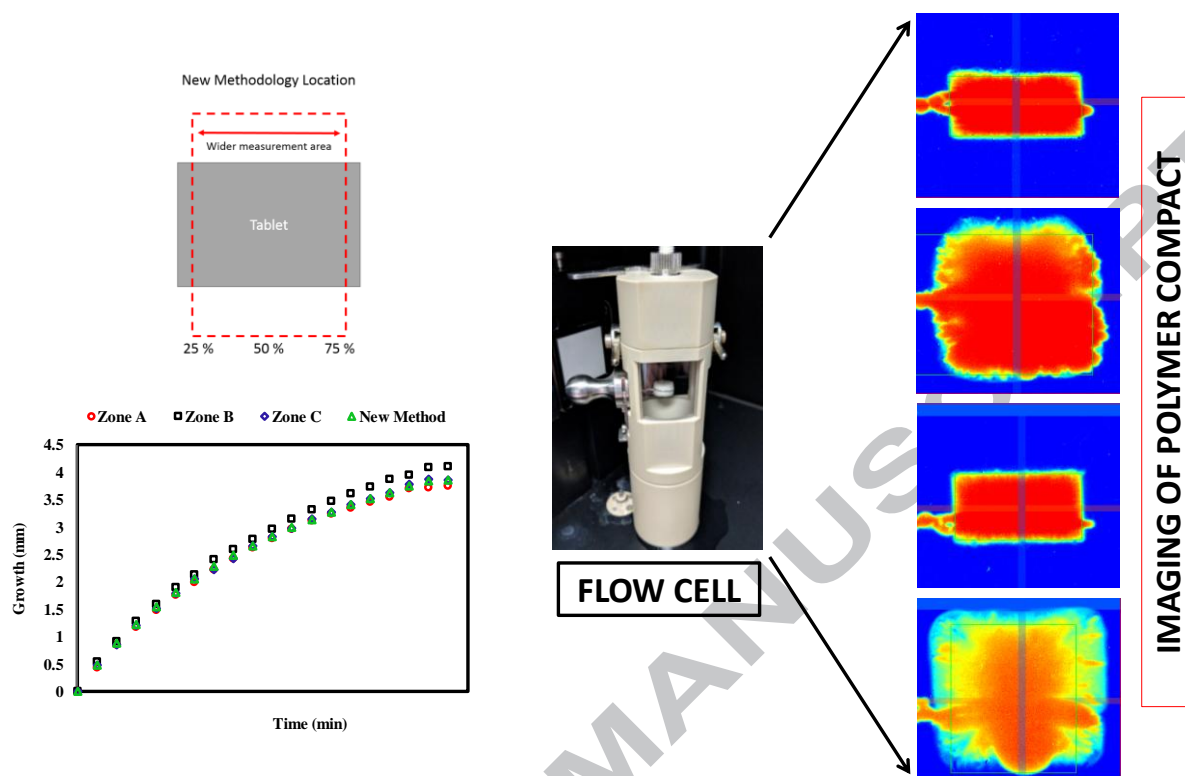 New Methodology Location
Wider measurement area
Tablet
25 % 50 % 75 %
Zone A Zone B Zone C New Method
4.5
4
3.5
3
2.5
2
1.5
1
0.5
0
Growth (mm)
Time (min)
FLOW CELL
IMAGING OF POLYMER COMPACT
MANUSCRIPT